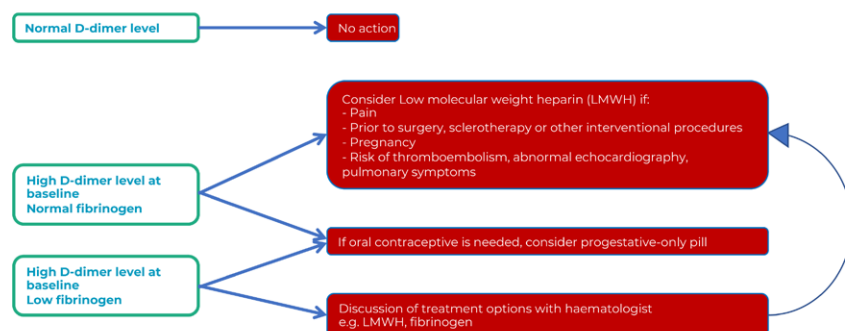 Normal D-dimer level
No action
Consider Low molecular weight heparin (LMWH) if:
- Pain
- Prior to surgery, sclerotherapy or other interventional procedures
- Pregnancy
- Risk of thromboembolism, abnormal echocardiography,
pulmonary symptoms
High D-dimer level at
baseline
Normal fibrinogen
If oral contraceptive is needed, consider progestative-only pill
High D-dimer level at
baseline
Low fibrinogen
Discussion of treatment options with haematologist
e.g. LMWH, fibrinogen